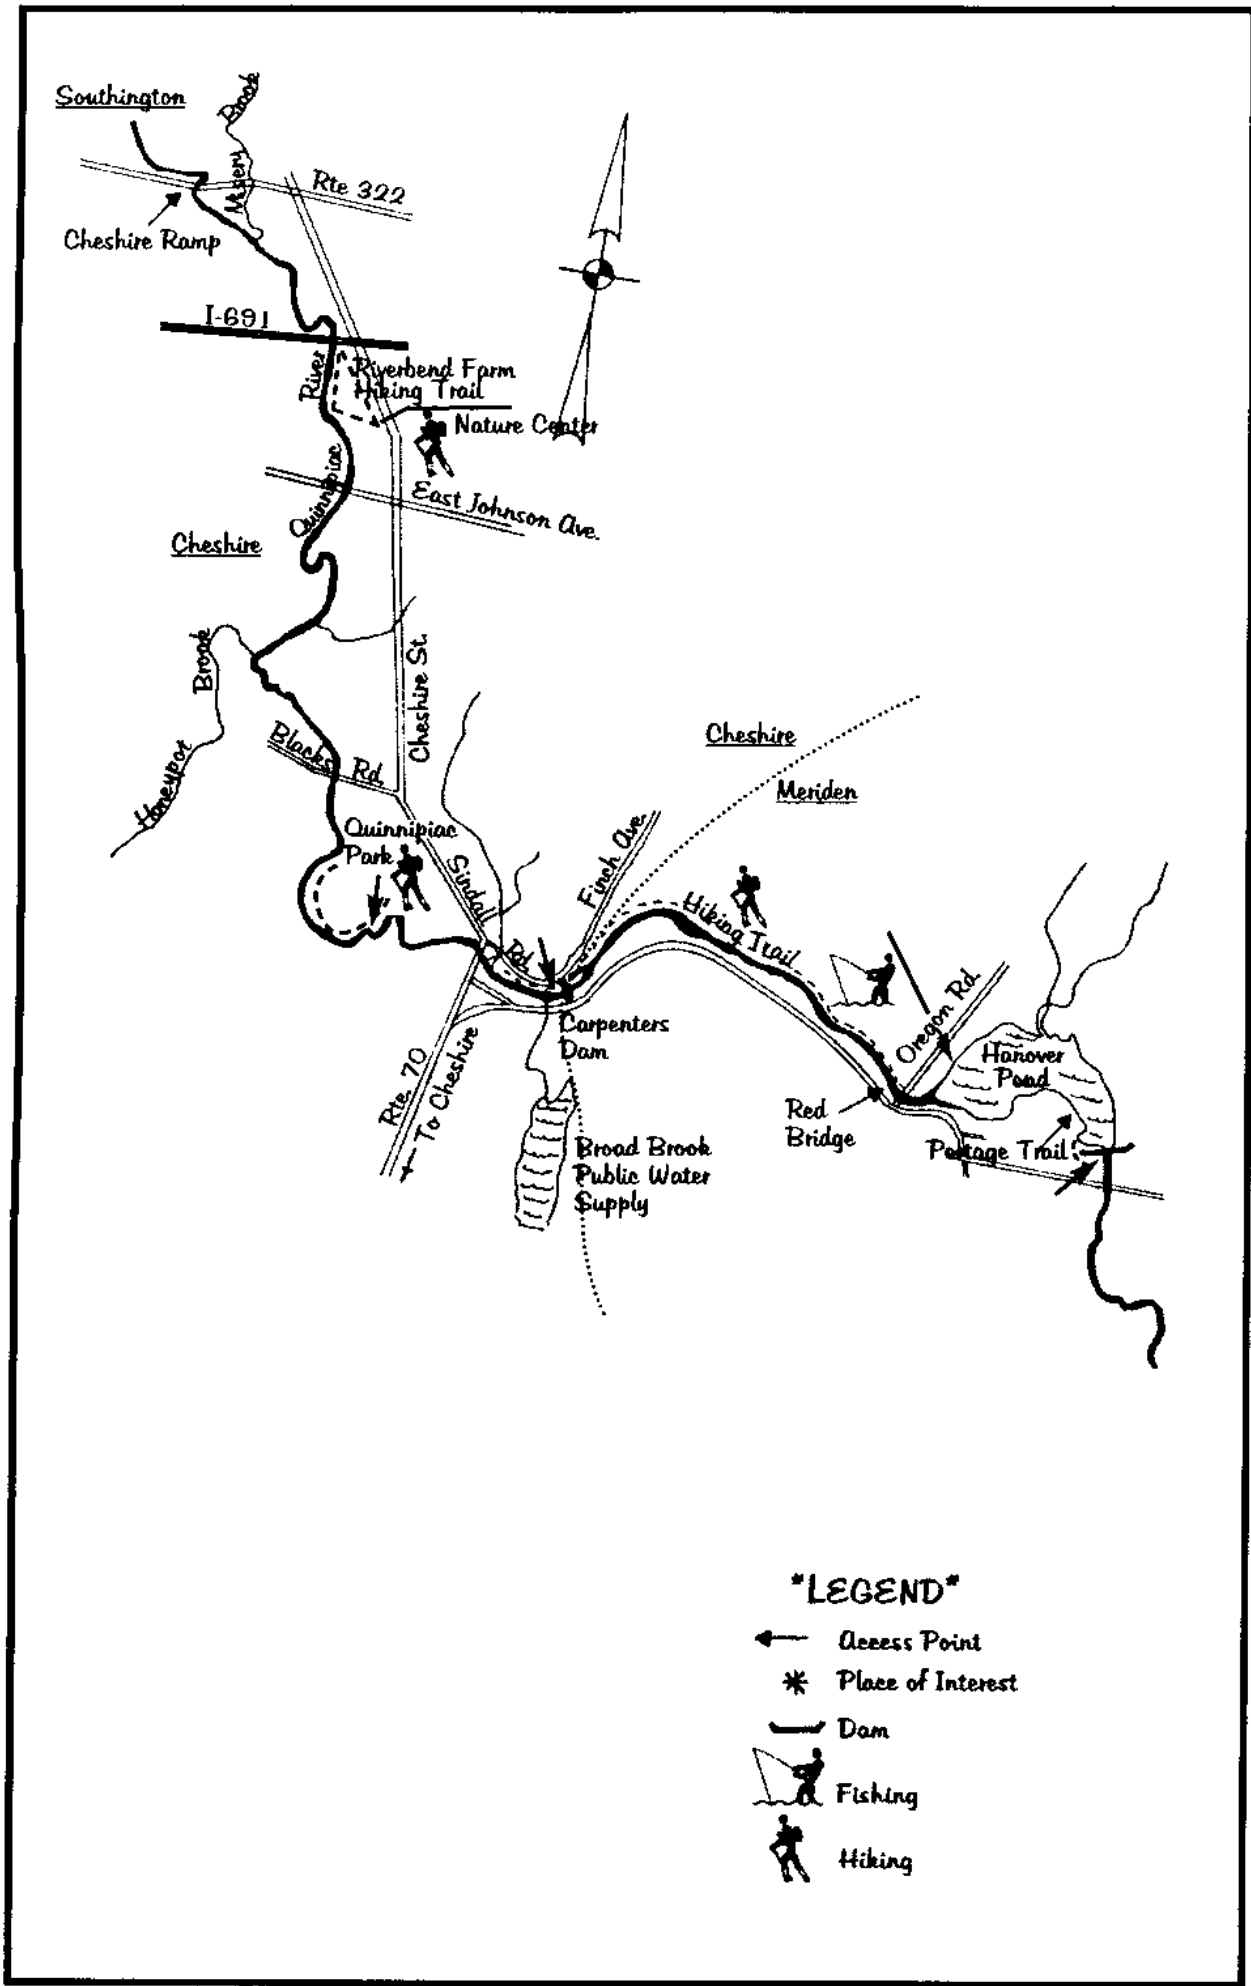 Southington
Misery Brook
Rte 322
Cheshire Ramp
I-691
Quinnipiac River
Riverbend Farm
Hiking Trail
Nature Center
East Johnson Ave.
Cheshire
Honeypot Brook
Cheshire St.
Blacks Rd.
Cheshire
Meriden
Quinnipiac
Park
Sindall Rd.
Finch Ave.
Hiking Trail
Oregon Rd.
Hanover
Pond
Carpenters
Dam
Rte. 70
To Cheshire
Red
Bridge
Portage Trail
Broad Brook
Public Water
Supply
"LEGEND"
Access Point
Place of Interest
Dam
Fishing
Hiking